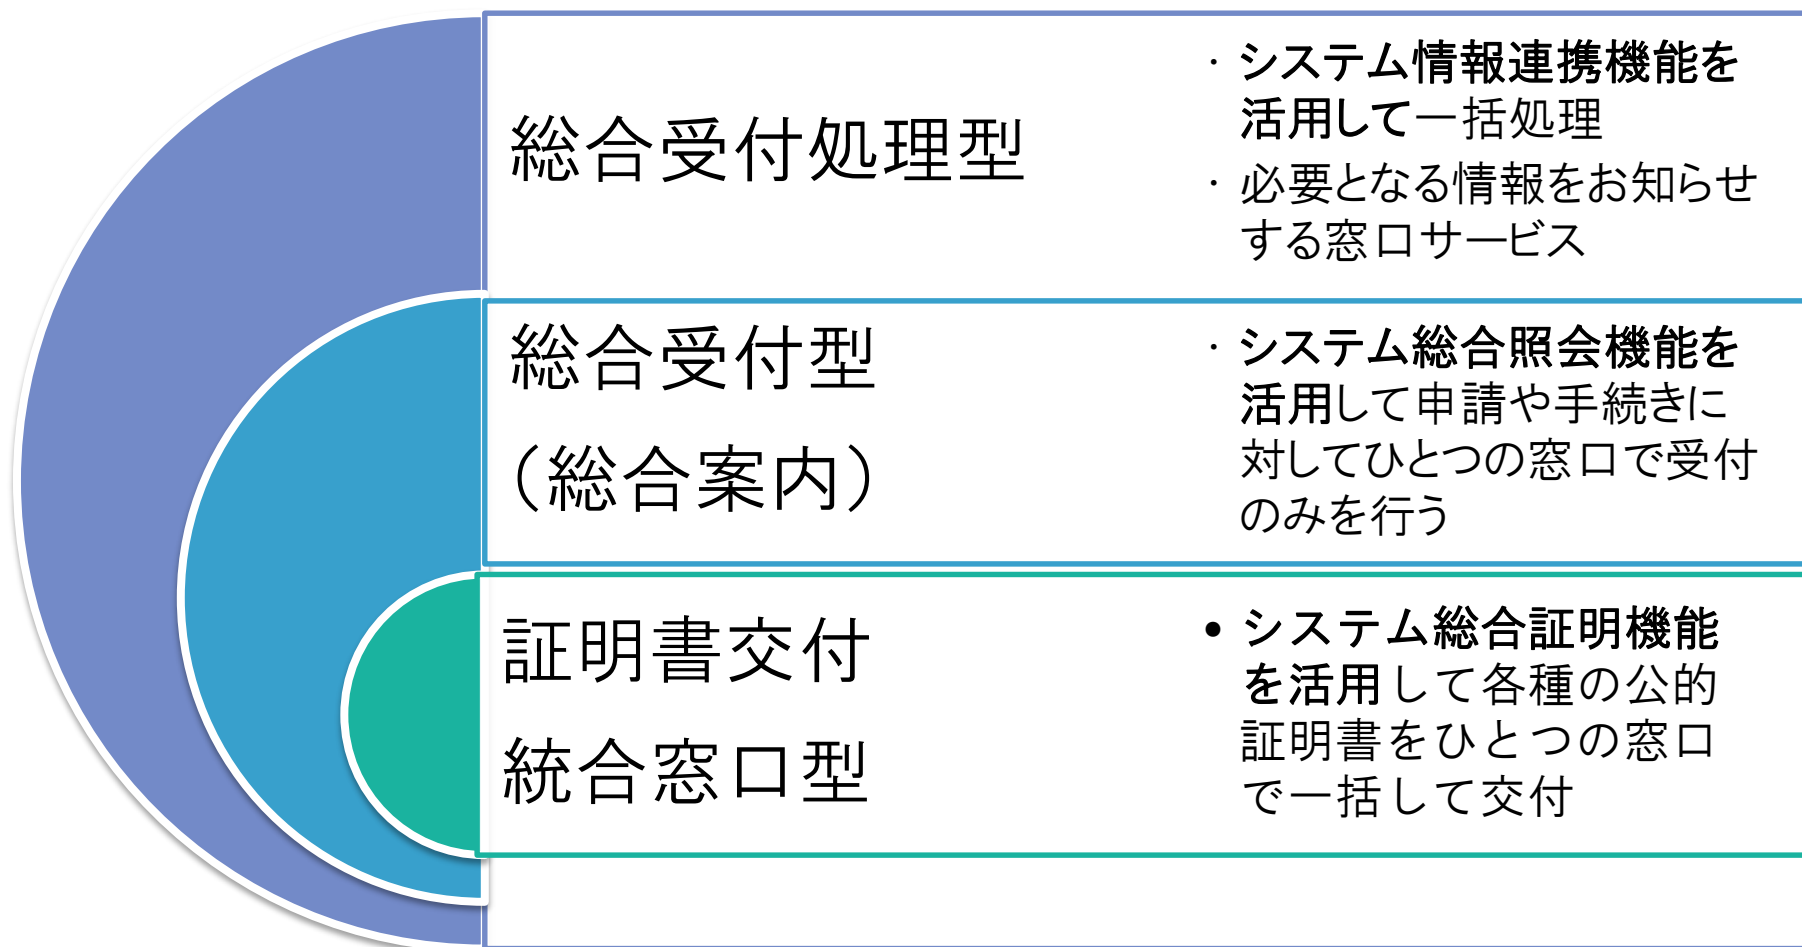 総合受付処理型
・システム情報連携機能を
活用して一括処理
・必要となる情報をお知らせ
する窓口サービス
総合受付型
（総合案内）
・システム総合照会機能を
活用して申請や手続きに
対してひとつの窓口で受付
のみを行う
証明書交付
統合窓口型
•システム総合証明機能
を活用して各種の公的
証明書をひとつの窓口
で一括して交付